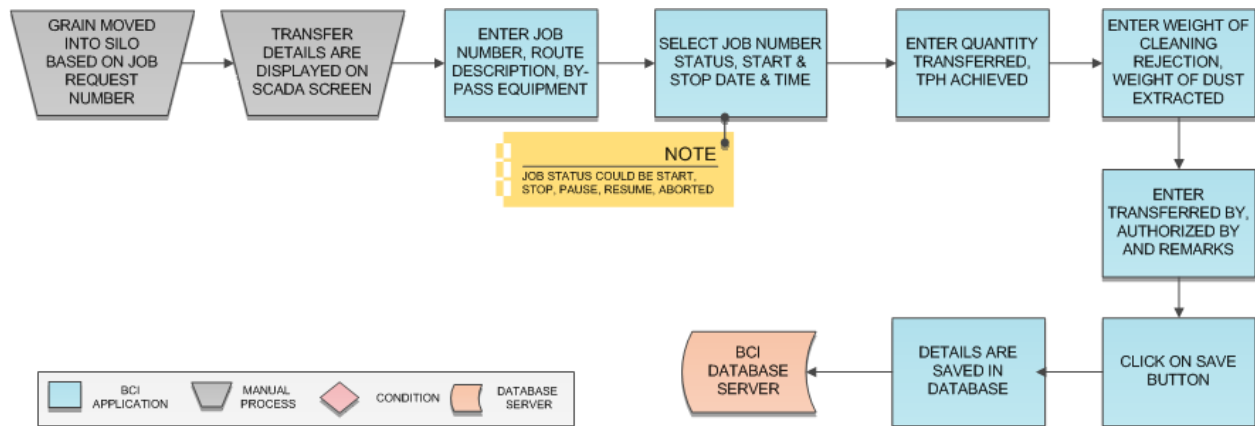 GRAIN MOVED
INTO SILO
BASED ON JOB
REQUEST
NUMBER
TRANSFER
DETAILS ARE
DISPLAYED ON
SCADA SCREEN
ENTER JOB
NUMBER, ROUTE
DESCRIPTION, BY-
PASS EQUIPMENT
SELECT JOB NUMBER
STATUS, START &
STOP DATE & TIME
ENTER QUANTITY
TRANSFERRED,
TPH ACHIEVED
ENTER WEIGHT OF
CLEANING
REJECTION,
WEIGHT OF DUST
EXTRACTED
NOTE
JOB STATUS COULD BE START,
STOP, PAUSE, RESUME, ABORTED
ENTER
TRANSFERRED BY,
AUTHORIZED BY
AND REMARKS
CLICK ON SAVE
BUTTON
DETAILS ARE
SAVED IN
DATABASE
BCI
DATABASE
SERVER
BCI
APPLICATION
MANUAL
PROCESS
CONDITION
DATABASE
SERVER